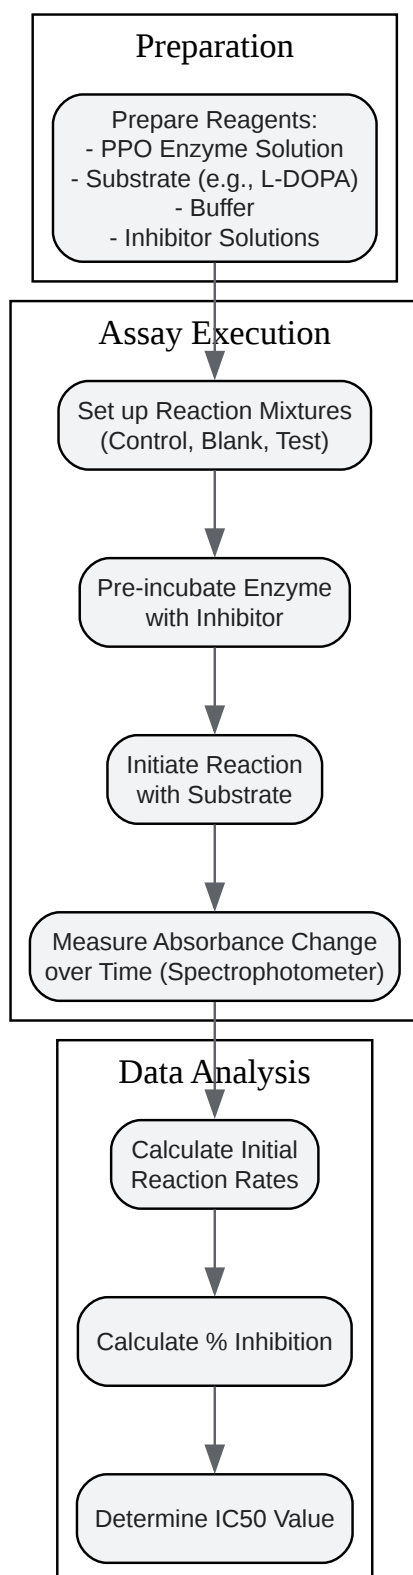 Preparation
Prepare Reagents:
- PPO Enzyme Solution
- Substrate (e.g., L-DOPA)
- Buffer
- Inhibitor Solutions
Assay Execution
Set up Reaction Mixtures
(Control, Blank, Test)
Pre-incubate Enzyme
with Inhibitor
Initiate Reaction
with Substrate
Measure Absorbance Change
over Time (Spectrophotometer)
Data Analysis
Calculate Initial
Reaction Rates
Calculate % Inhibition
Determine IC50 Value